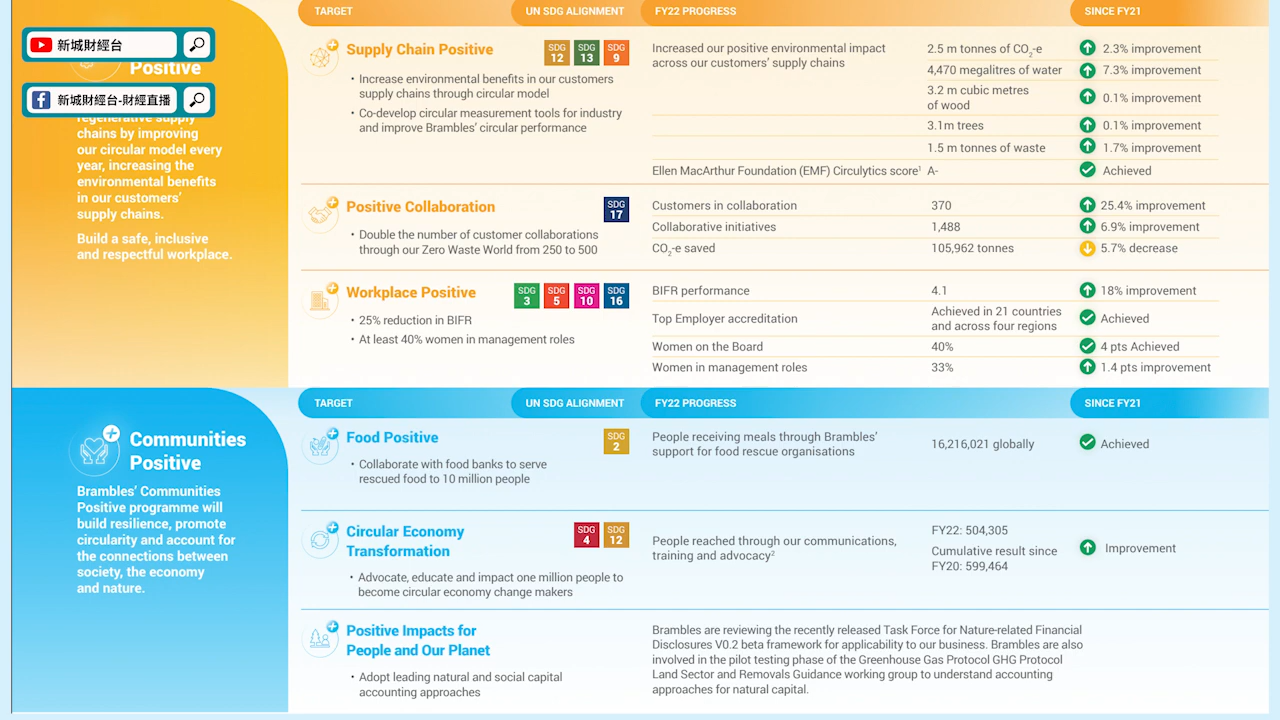 新城財經台
新城財經台-財經直播
Positive
regenerative supply
chains by improving
our circular model every
year, increasing the
environmental benefits
in our customers'
supply chains.
Build a safe, inclusive
and respectful workplace.
TARGET UN SDG ALIGNMENT FY22 PROGRESS SINCE FY21
Supply Chain Positive SDG 12 SDG 13 SDG 9
• Increase environmental benefits in our customers
supply chains through circular model
• Co-develop circular measurement tools for industry
and improve Brambles' circular performance
Increased our positive environmental impact
across our customers' supply chains
2.5 m tonnes of CO2-e 2.3% improvement
4,470 megalitres of water 7.3% improvement
3.2 m cubic metres
of wood 0.1% improvement
3.1m trees 0.1% improvement
1.5 m tonnes of waste 1.7% improvement
Ellen MacArthur Foundation (EMF) Circulytics score¹ A- Achieved
Positive Collaboration SDG 17
• Double the number of customer collaborations
through our Zero Waste World from 250 to 500
Customers in collaboration 370 25.4% improvement
Collaborative initiatives 1,488 6.9% improvement
CO2-e saved 105,962 tonnes 5.7% decrease
Workplace Positive SDG 3 SDG 5 SDG 10 SDG 16
• 25% reduction in BIFR
• At least 40% women in management roles
BIFR performance 4.1 18% improvement
Top Employer accreditation Achieved in 21 countries
and across four regions Achieved
Women on the Board 40% 4 pts Achieved
Women in management roles 33% 1.4 pts improvement
Communities
Positive
Brambles' Communities
Positive programme will
build resilience, promote
circularity and account for
the connections between
society, the economy
and nature.
TARGET UN SDG ALIGNMENT FY22 PROGRESS SINCE FY21
Food Positive SDG 2
• Collaborate with food banks to serve
rescued food to 10 million people
People receiving meals through Brambles'
support for food rescue organisations
16,216,021 globally Achieved
Circular Economy
Transformation SDG 4 SDG 12
• Advocate, educate and impact one million people to
become circular economy change makers
People reached through our communications,
training and advocacy²
FY22: 504,305
Cumulative result since
FY20: 599,464
Improvement
Positive Impacts for
People and Our Planet
• Adopt leading natural and social capital
accounting approaches
Brambles are reviewing the recently released Task Force for Nature-related Financial
Disclosures V0.2 beta framework for applicability to our business. Brambles are also
involved in the pilot testing phase of the Greenhouse Gas Protocol GHG Protocol
Land Sector and Removals Guidance working group to understand accounting
approaches for natural capital.